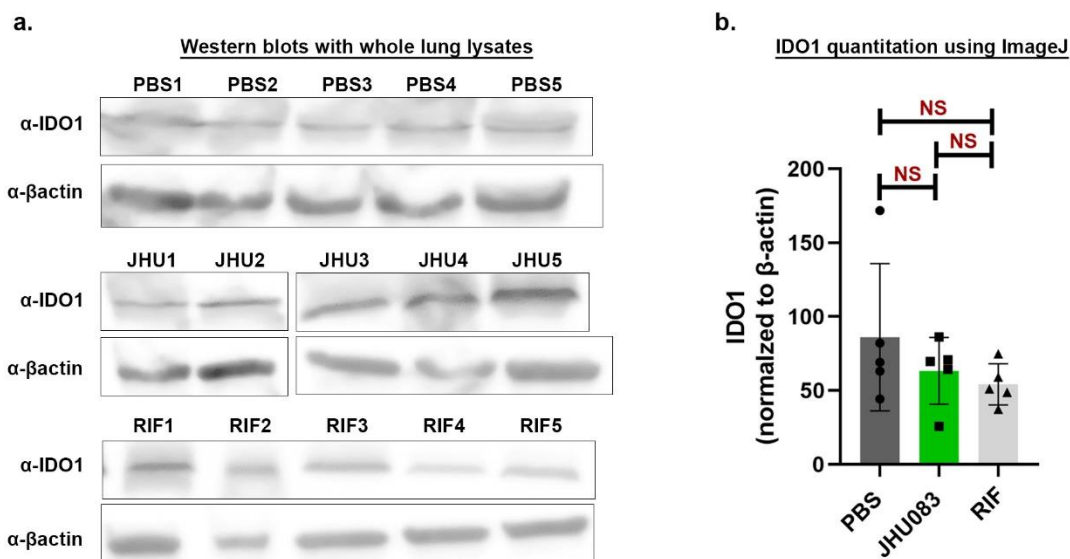 a.
Western blots with whole lung lysates
PBS1 PBS2 PBS3 PBS4 PBS5
α-IDO1
α-βactin
JHU1 JHU2 JHU3 JHU4 JHU5
α-IDO1
α-βactin
RIF1 RIF2 RIF3 RIF4 RIF5
α-IDO1
α-βactin
b.
IDO1 quantitation using ImageJ
NS
NS
NS
IDO1
(normalzed to β-actin)
200
150
100
50
0
PBS
JHU083
RIF